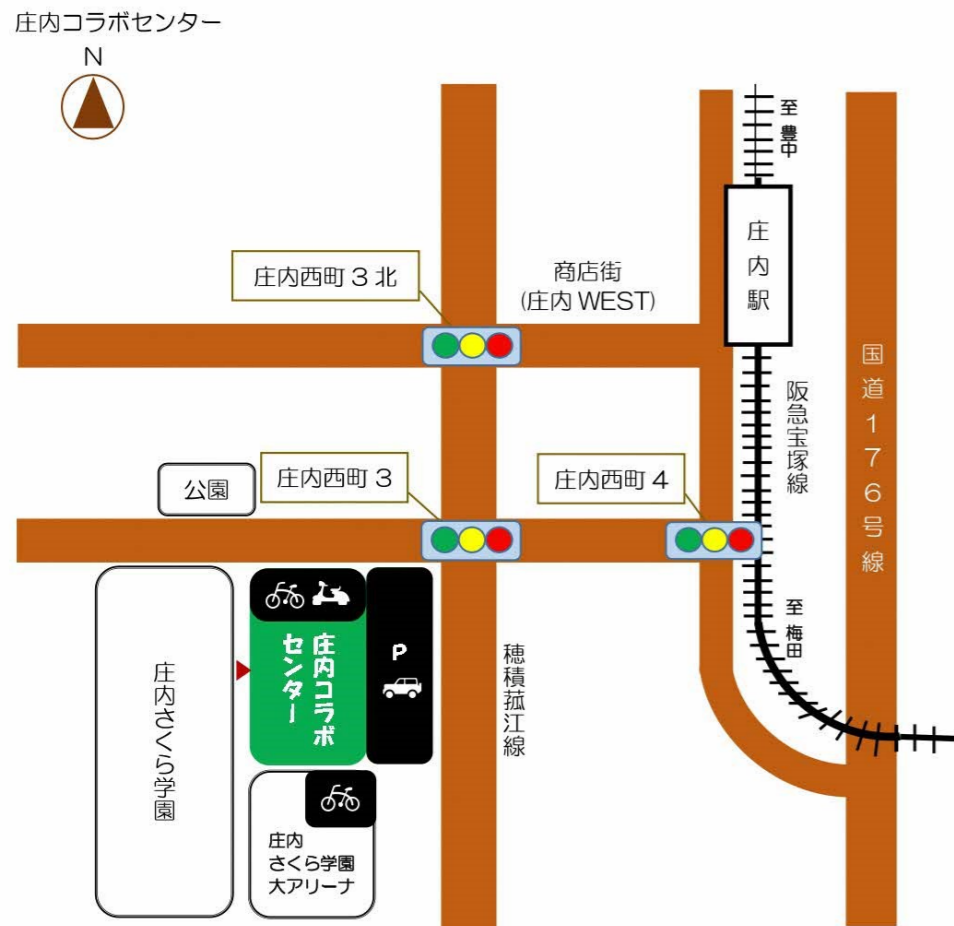 庄内コラボセンター
N
至 豊中
庄内駅
庄内西町3北
商店街
(庄内 WEST)
国道176号線
阪急宝塚線
公園
庄内西町3
庄内西町4
至 梅田
庄内コラボ
センター
P
穂積菰江線
庄内さくら学園
庄内
さくら学園
大アリーナ